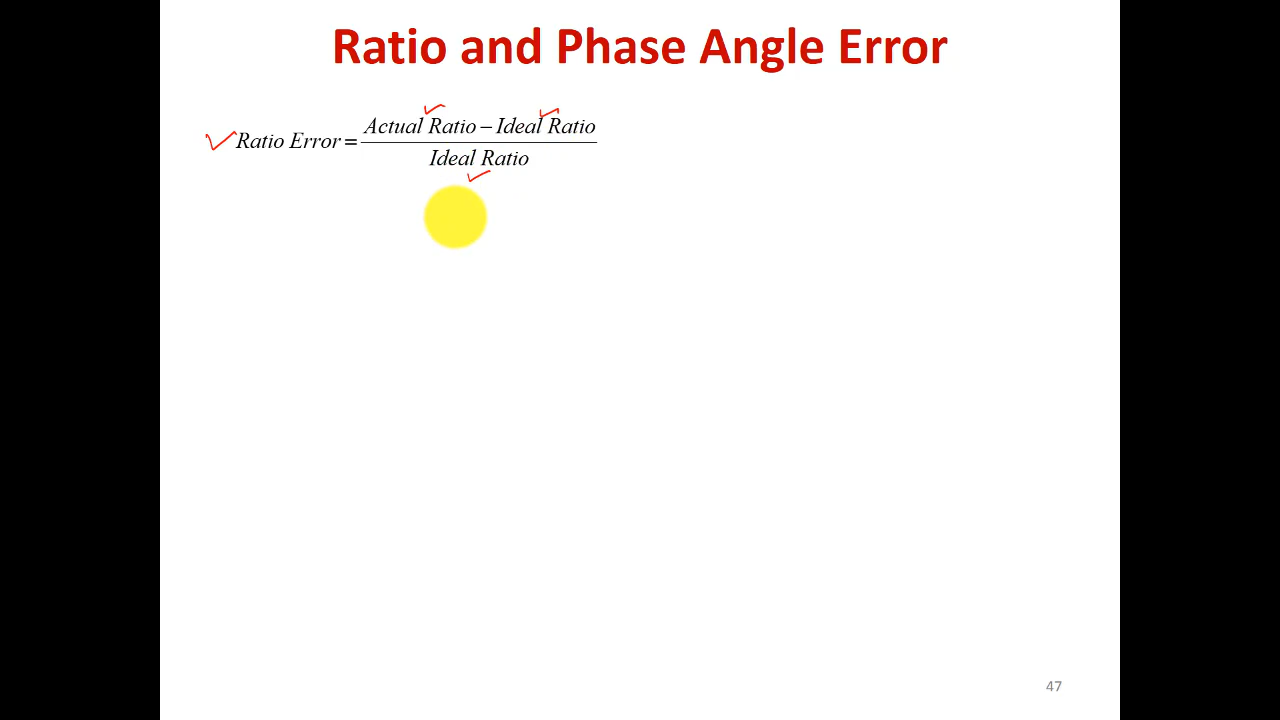 Ratio and Phase Angle Error
Actual Ratio – Ideal Ratio
Ratio Error =
Ideal Ratio
47